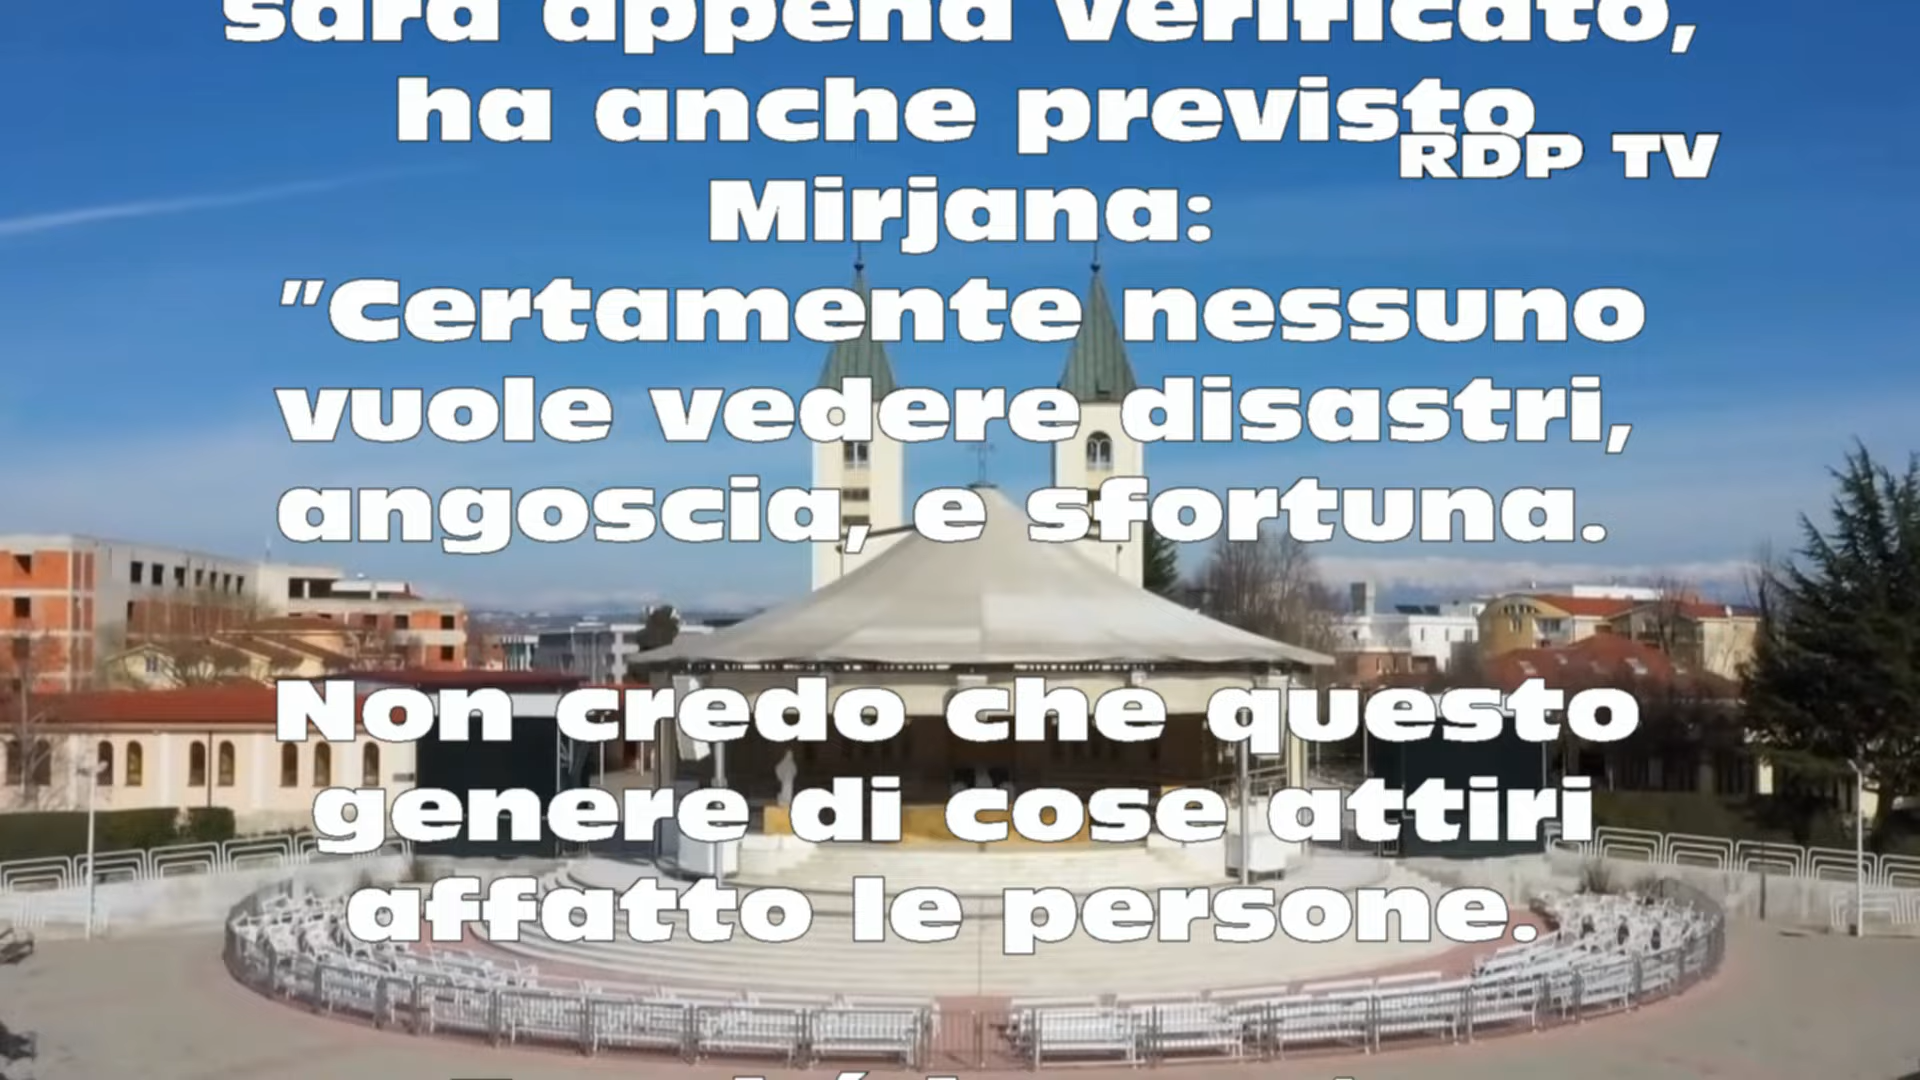 sarà appena verificato,
ha anche previsto
RDP TV
Mirjana:
"Certamente nessuno
vuole vedere disastri,
angoscia, e sfortuna.
Non credo che questo
genere di cose attiri
affatto le persone.